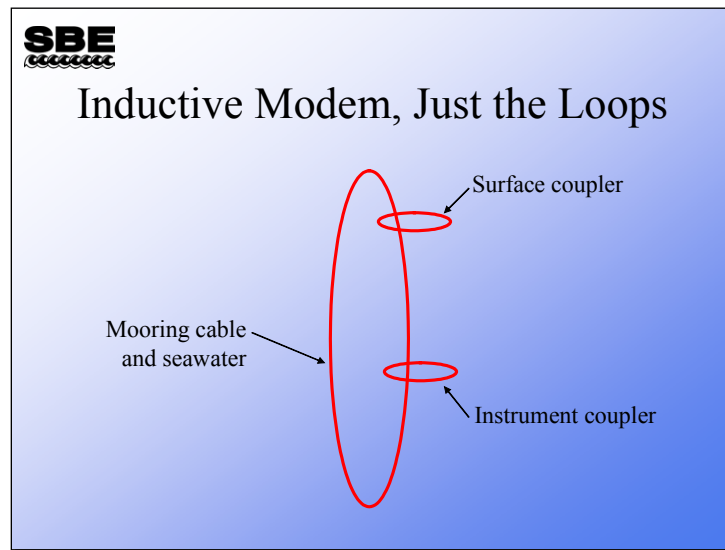 SBE
Inductive Modem, Just the Loops
Surface coupler
Mooring cable
and seawater
Instrument coupler